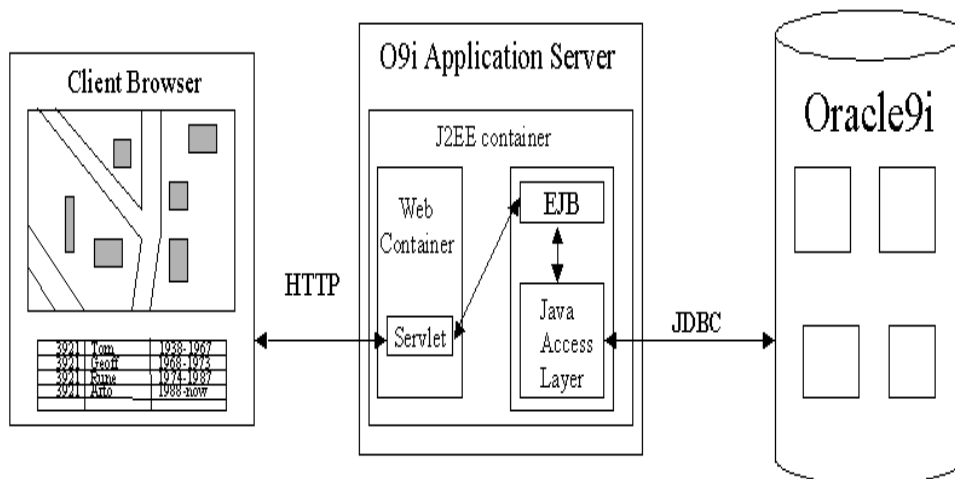 Client Browser
3921 Tom 1938-1967
3921 Geoff 1968-1973
3921 Rune 1974-1987
3921 Arto 1988-now
HTTP
O9i Application Server
J2EE container
Web
Container
Servlet
EJB
Java
Access
Layer
JDBC
Oracle9i